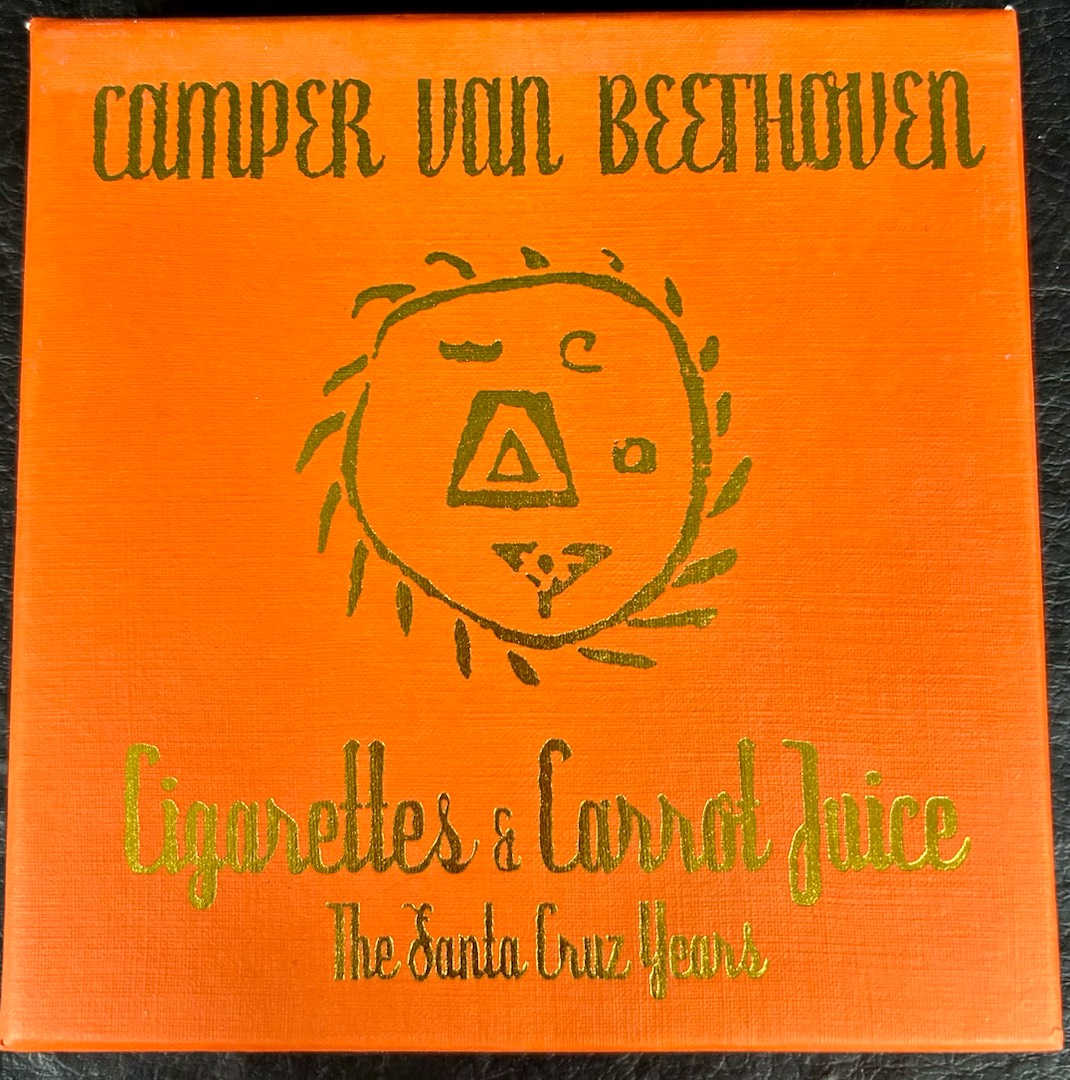 CAMPER VAN BEETHOVEN
Cigarettes & Carrot Juice
The Santa Cruz Years